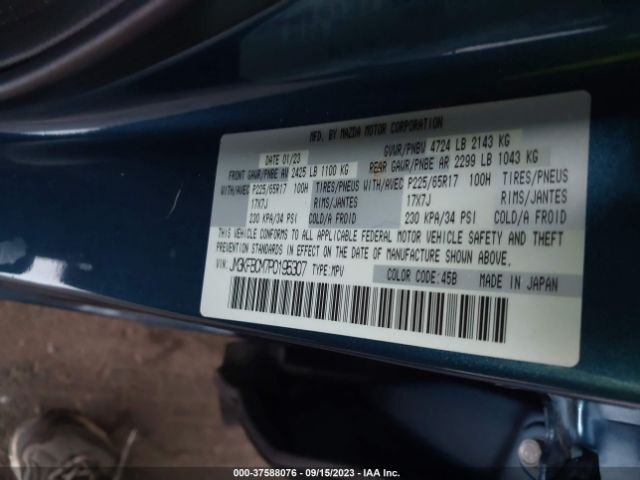 MFD. BY MAZDA MOTOR CORPORATION
DATE 01/23 GVWR/PNBV 4724 LB 2143 KG
FRONT GAWR/PNBE AV 2425 LB 1100 KG REAR GAWR/PNBE AR 2299 LB 1043 KG
WITH/AVEC P225/65R17 100H TIRES/PNEUS WITH/AVEC P225/65R17 100H TIRES/PNEUS
17X7J RIMS/JANTES 17X7J RIMS/JANTES
230 KPA/34 PSI COLD/A FROID 230 KPA/34 PSI COLD/A FROID
THIS VEHICLE CONFORMS TO ALL APPLICABLE FEDERAL MOTOR VEHICLE SAFETY AND THEFT
PREVENTION STANDARDS IN EFFECT ON THE DATE OF MANUFACTURE SHOWN ABOVE.
VIN: JM3KFBCM7P0195307 TYPE: MPV
COLOR CODE: 45B MADE IN JAPAN
000-37588076 - 09/15/2023 - IAA Inc.